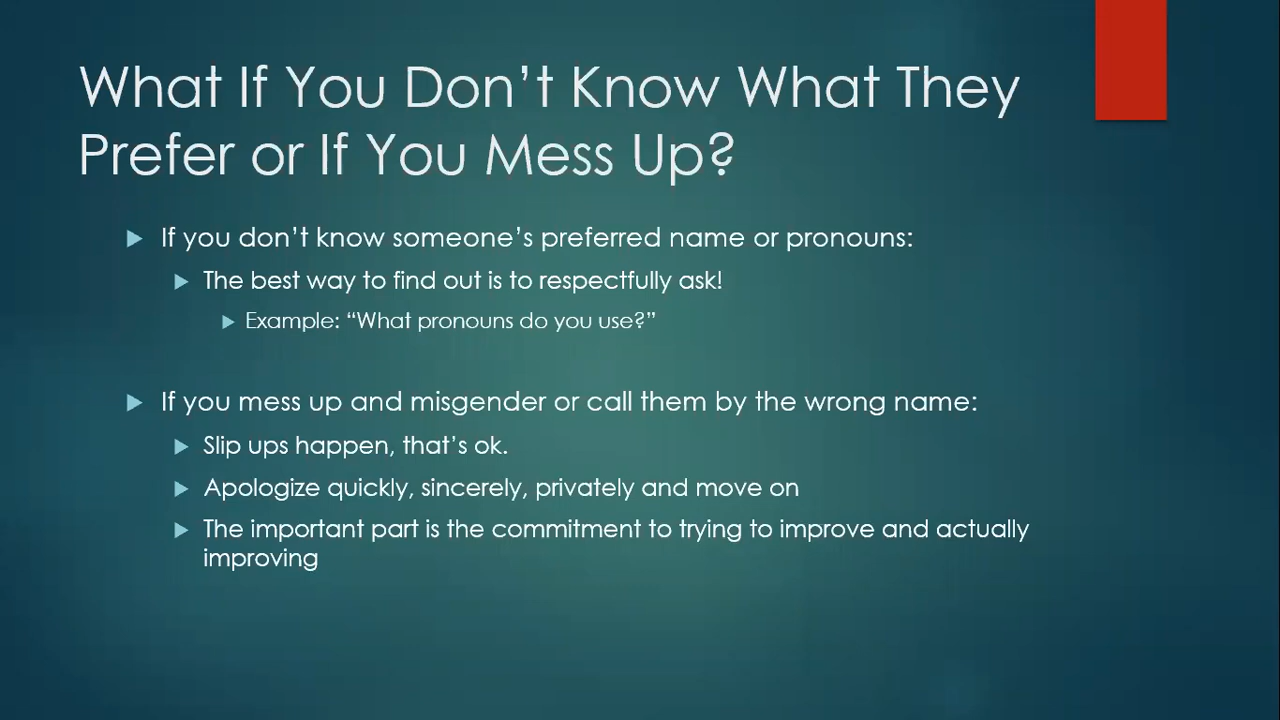 What If You Don’t Know What They
Prefer or If You Mess Up?
If you don’t know someone’s preferred name or pronouns:
The best way to find out is to respectfully ask!
Example: “What pronouns do you use?”
If you mess up and misgender or call them by the wrong name:
Slip ups happen, that’s ok.
Apologize quickly, sincerely, privately and move on
The important part is the commitment to trying to improve and actually
improving